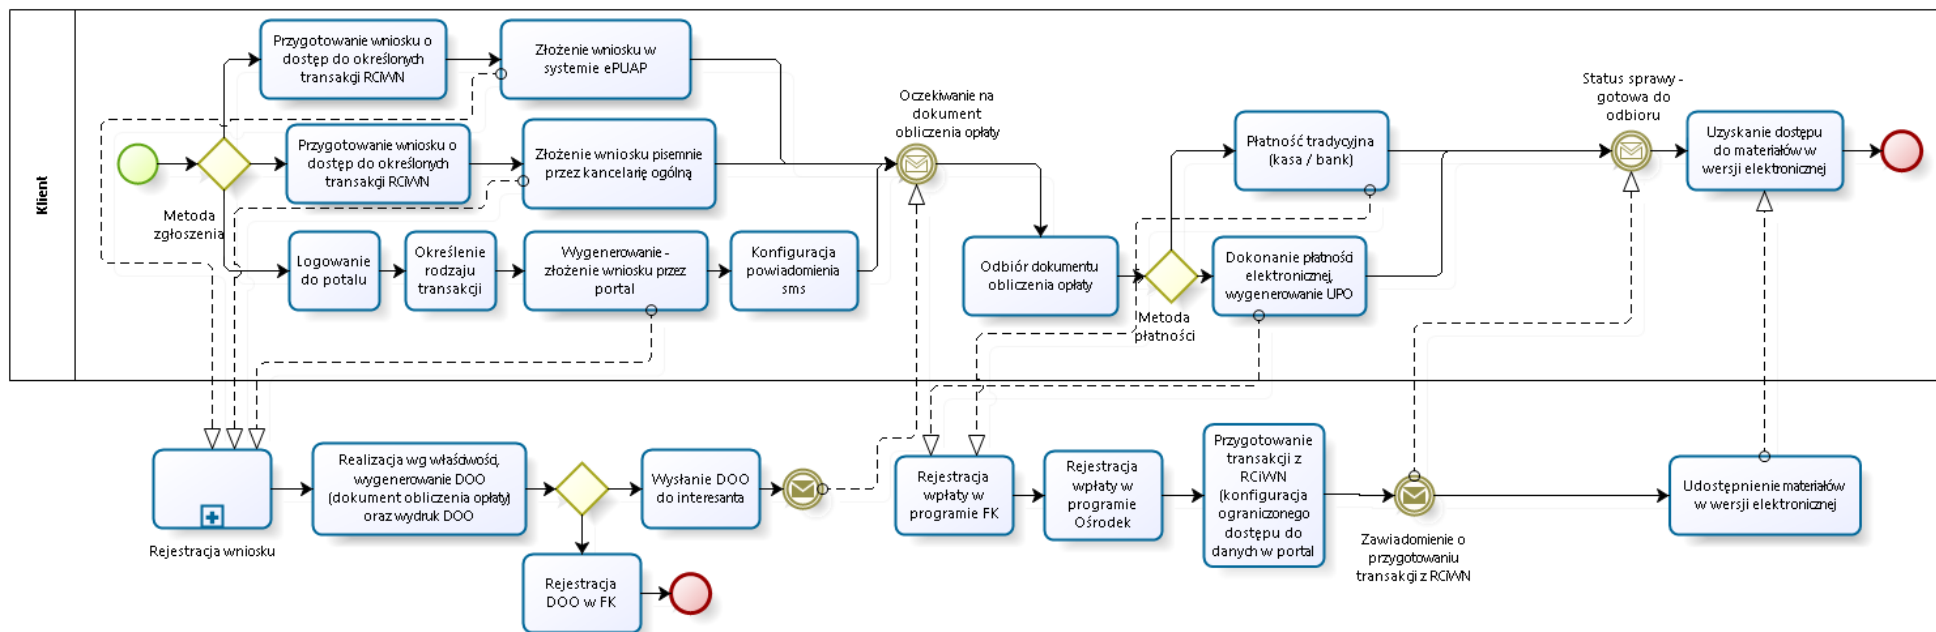 Klient
Przygotowanie wniosku o
dostęp do określonych
transakcji RCiWN
Złożenie wniosku w
systemie ePUAP
Metoda
zgłoszenia
Przygotowanie wniosku o
dostęp do określonych
transakcji RCiWN
Złożenie wniosku pisemnie
przez kancelarię ogólną
Logowanie
do potalu
Określenie
rodzaju
transakcji
Wygenerowanie -
złożenie wniosku przez
portal
Konfiguracja
powiadomienia
sms
Oczekiwanie na
dokument
obliczenia opłaty
Odbiór dokumentu
obliczenia opłaty
Metoda
płatności
Płatność tradycyjna
(kasa / bank)
Dokonanie płatności
elektronicznej,
wygenerowanie UPO
Status sprawy -
gotowa do
odbioru
Uzyskanie dostępu
do materiałów w
wersji elektronicznej
Rejestracja wniosku
Realizacja wg właściwości,
wygenerowanie DOO
(dokument obliczenia opłaty)
oraz wydruk DOO
Wysłanie DOO
do interesanta
Rejestracja
DOO w FK
Rejestracja
wpłaty w
programie FK
Rejestracja
wpłaty w
programie
Ośrodek
Przygotowanie
transakcji z
RCiWN
(konfiguracja
ograniczonego
dostępu do
danych w portal
Zawiadomienie o
przygotowaniu
transakcji z RCiWN
Udostępnienie materiałów
w wersji elektronicznej